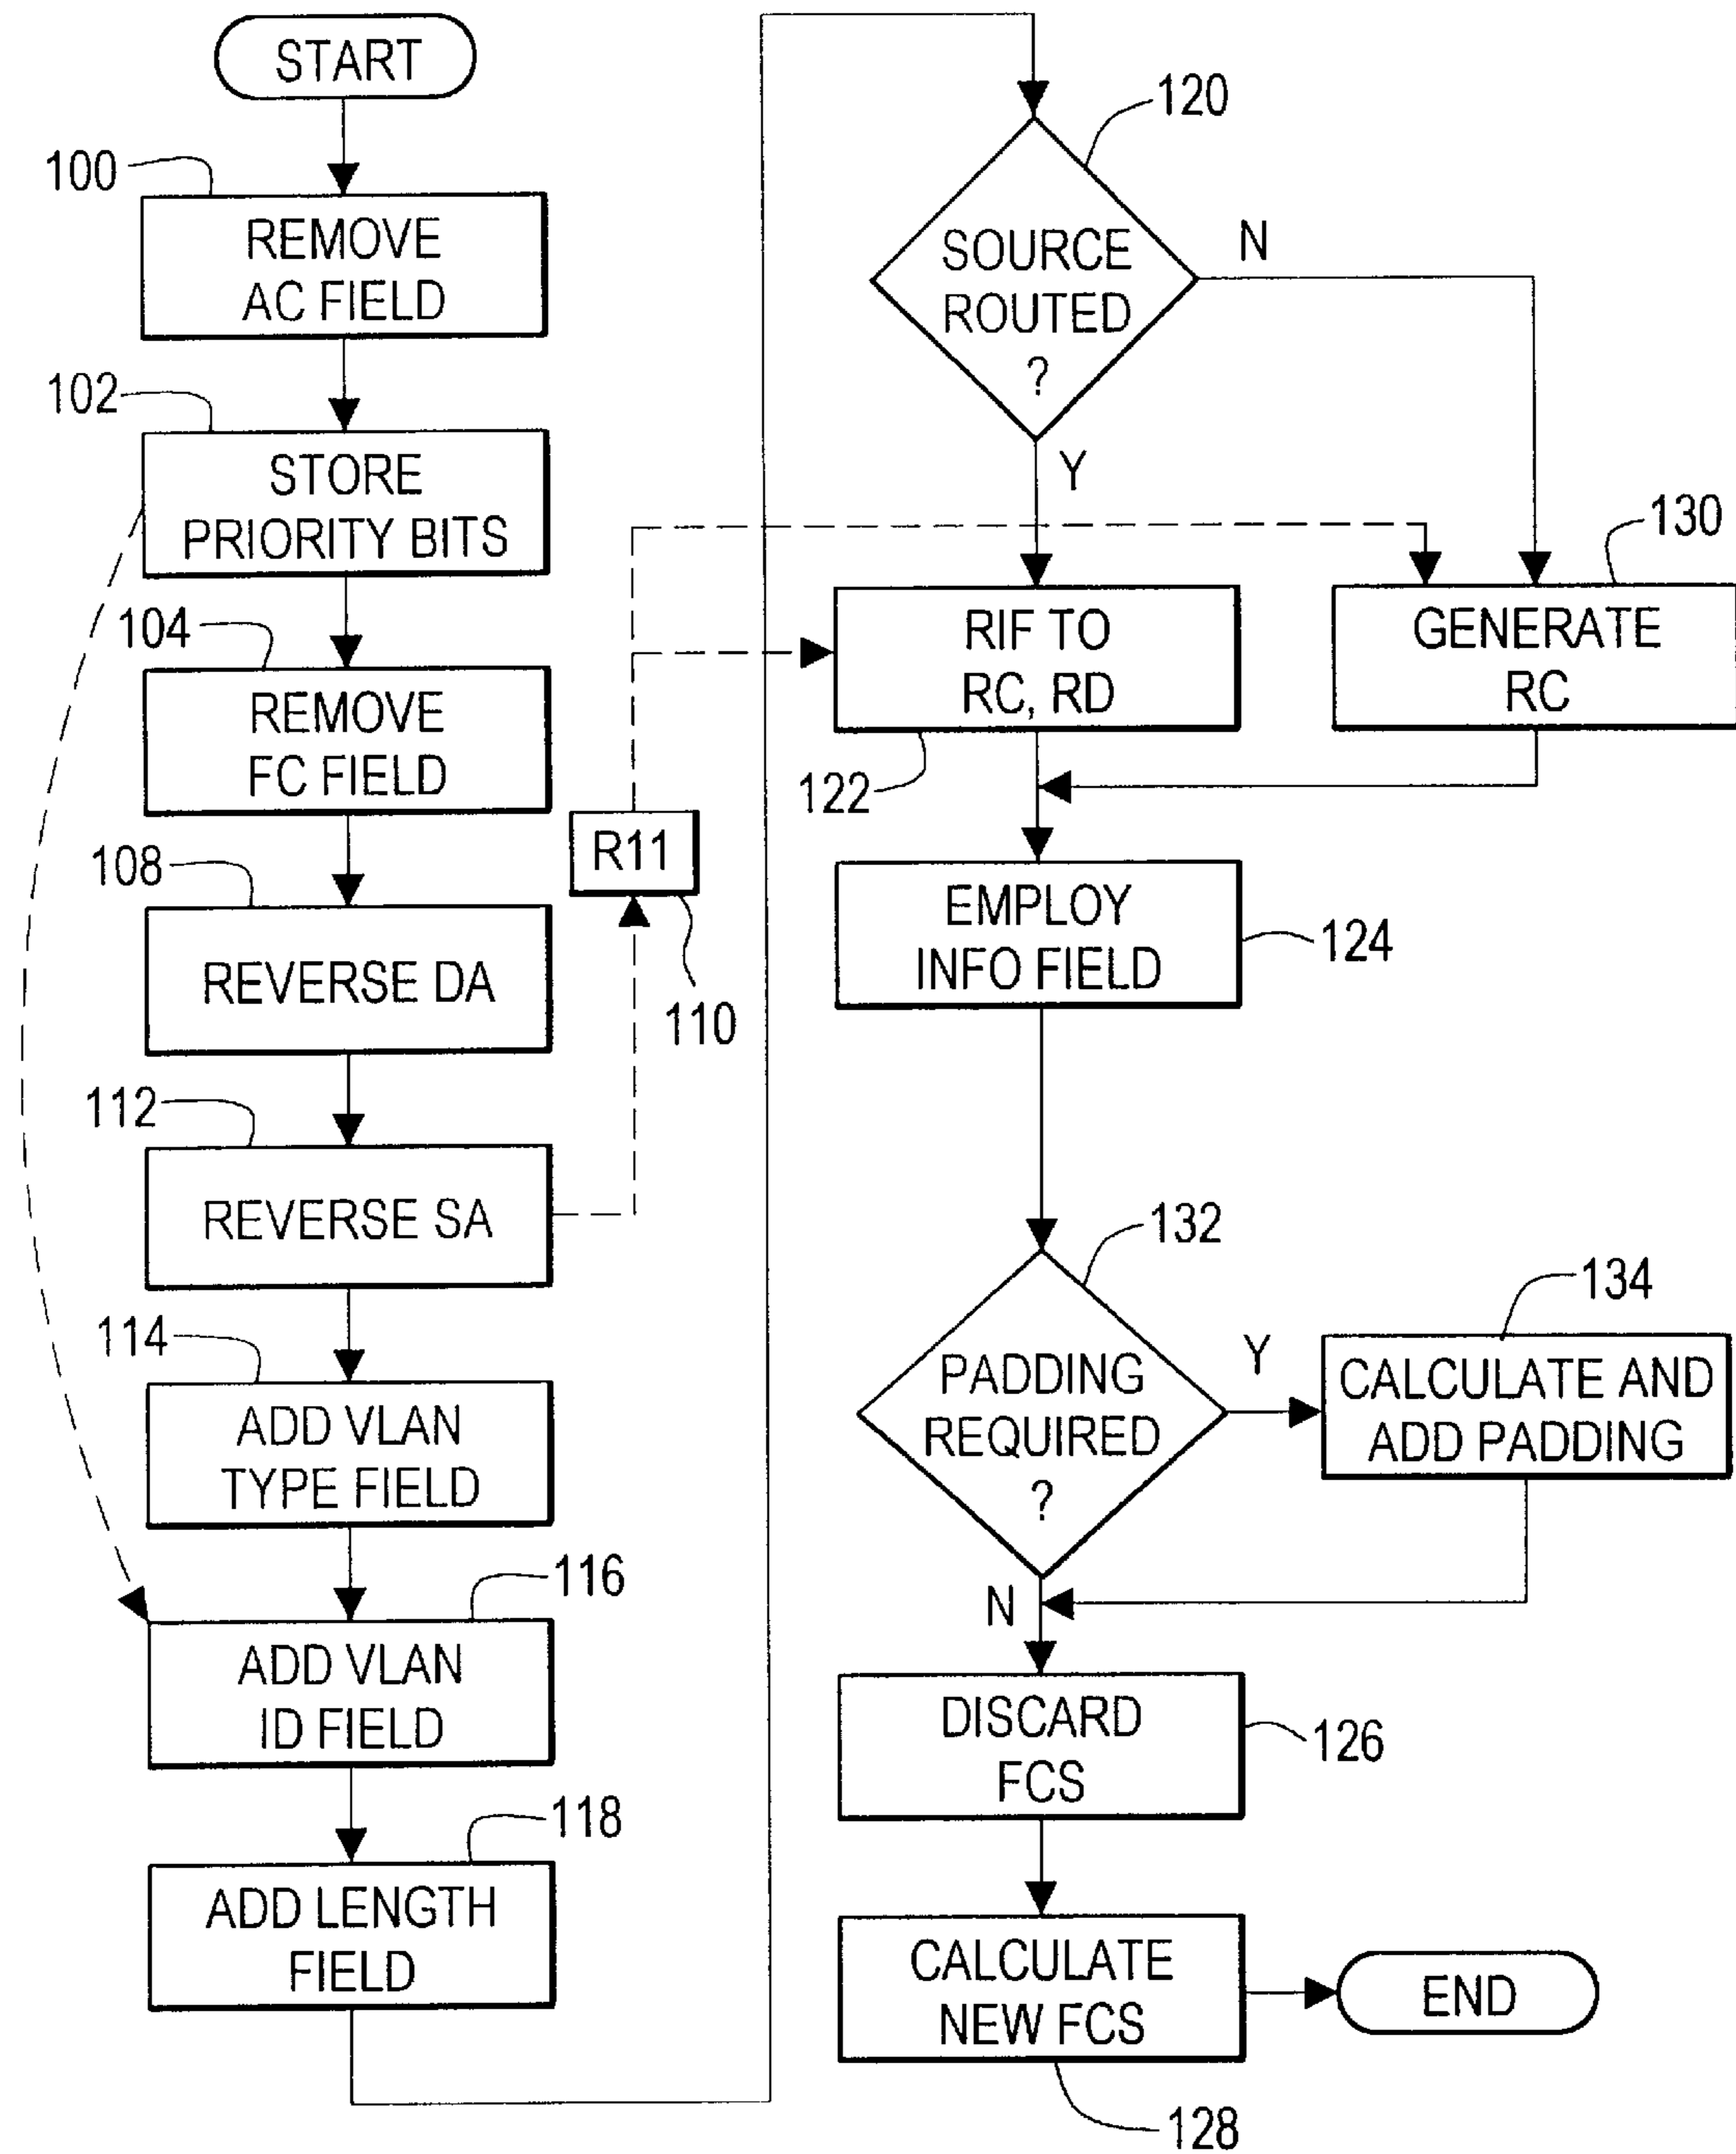 START
100
REMOVE
AC FIELD
102
STORE
PRIORITY BITS
104
REMOVE
FC FIELD
108
REVERSE DA
R11
110
112
REVERSE SA
114
ADD VLAN
TYPE FIELD
116
ADD VLAN
ID FIELD
118
ADD LENGTH
FIELD
120
SOURCE
ROUTED
?
N
Y
130
RIF TO
RC, RD
122
GENERATE
RC
EMPLOY
INFO FIELD
124
132
PADDING
REQUIRED
?
Y
134
CALCULATE AND
ADD PADDING
N
DISCARD
FCS
126
CALCULATE
NEW FCS
128
END